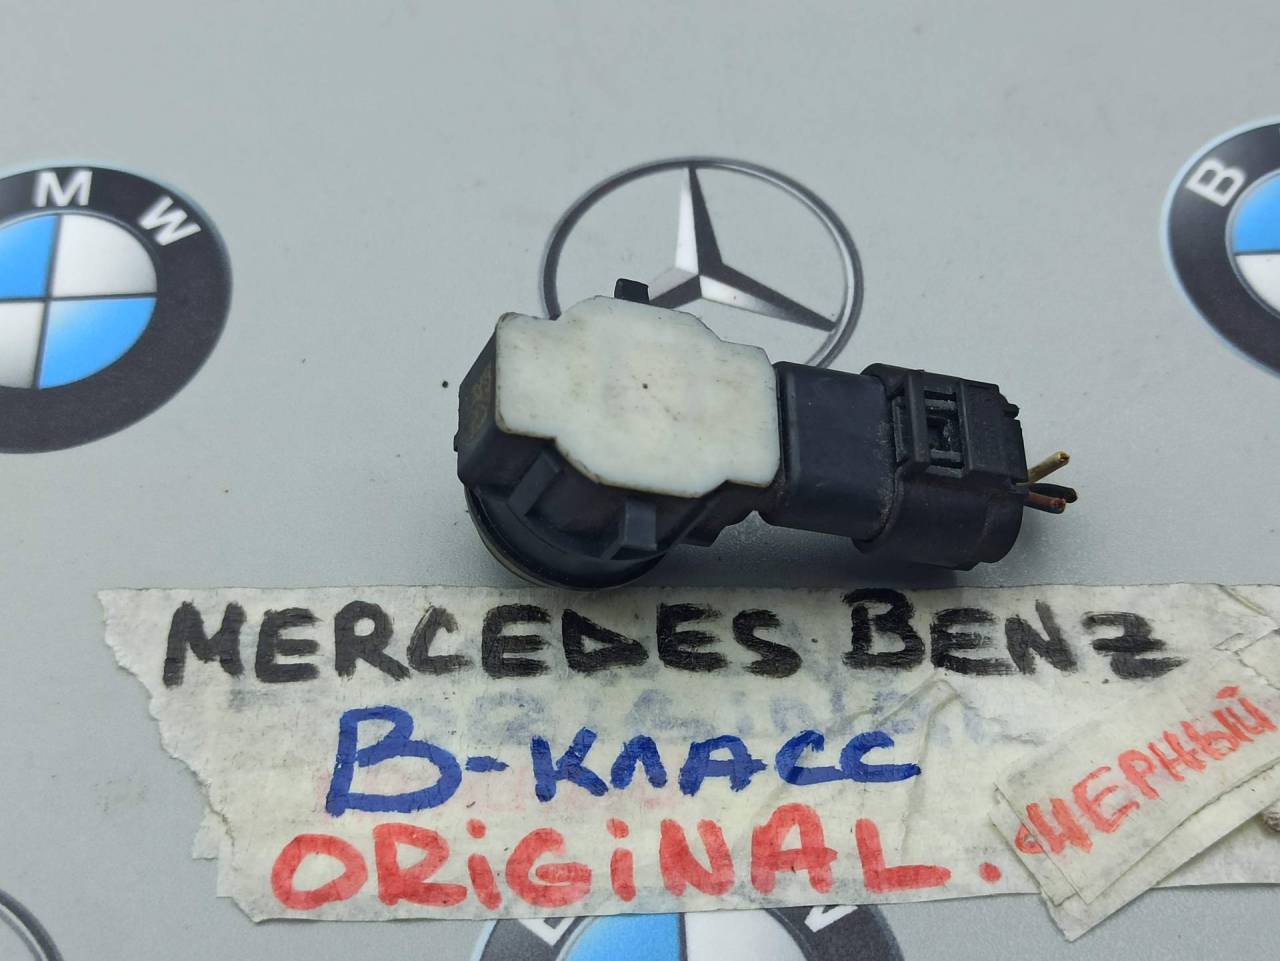 M W
B
MERCEDES BENZ
B-КЛАСС
ORiGiNAL.
ЧЕРНЫЙ